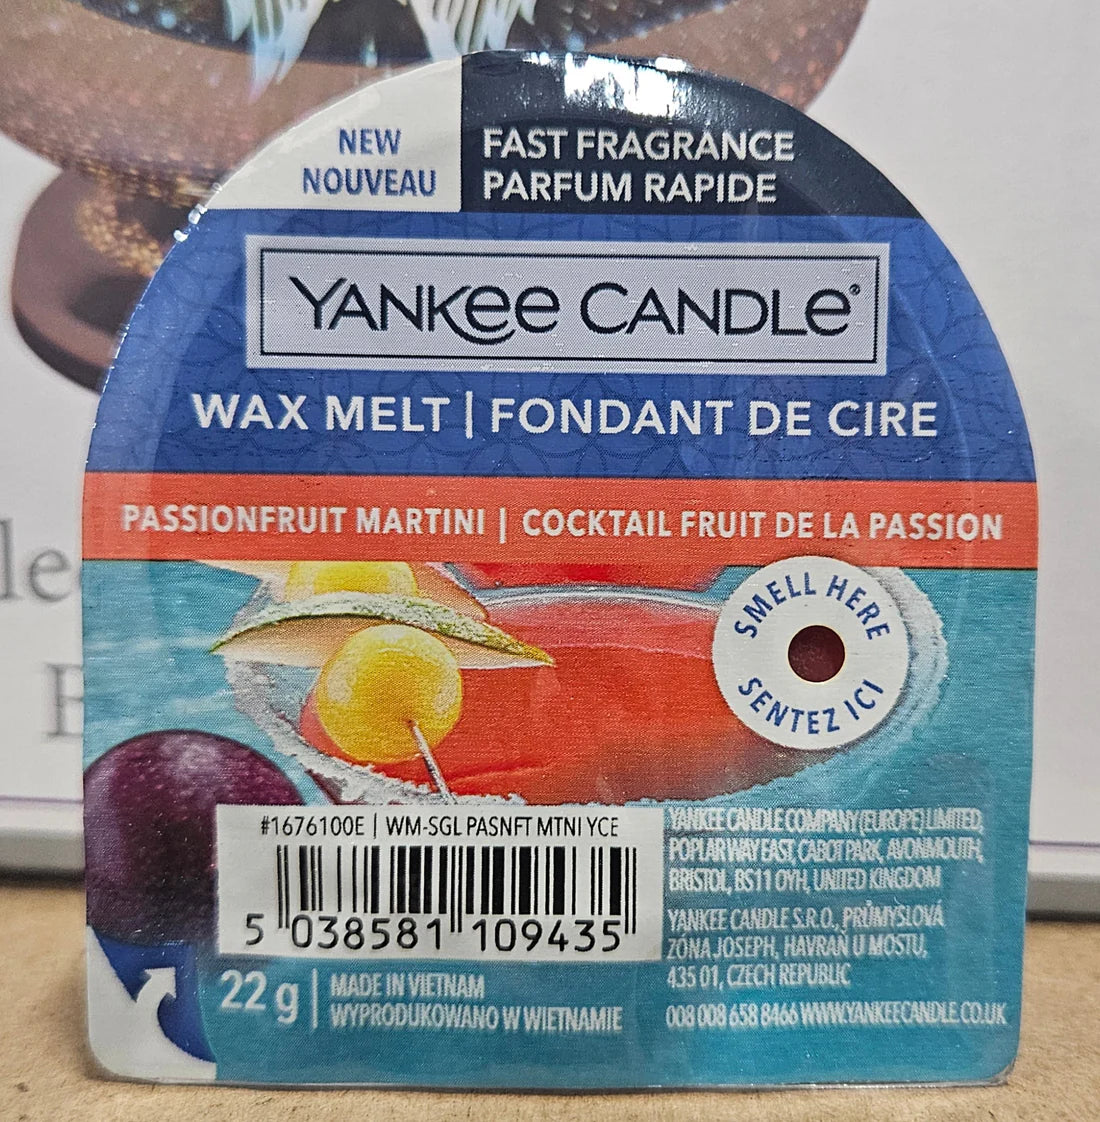 NEW
NOUVEAU
FAST FRAGRANCE
PARFUM RAPIDE
YANKEE CANDLE®
WAX MELT | FONDANT DE CIRE
PASSIONFRUIT MARTINI | COCKTAIL FRUIT DE LA PASSION
SMELL HERE
SENTEZ ICI
#1676100E | WM-SGL PASNFT MTNI YCE
5 038581 109435
22 g
MADE IN VIETNAM
WYPRODUKOWANO W WIETNAMIE
YANKEE CANDLE COMPANY (EUROPE) LIMITED,
POPLAR WAY EAST, CABOT PARK, AVONMOUTH,
BRISTOL, BS11 0YH, UNITED KINGDOM
YANKEE CANDLE S.R.O., PRŮMYSLOVÁ
ZÓNA JOSEPH, HAVRAŇ U MOSTU,
435 01, CZECH REPUBLIC
008 008 658 8466 WWW.YANKEECANDLE.CO.UK